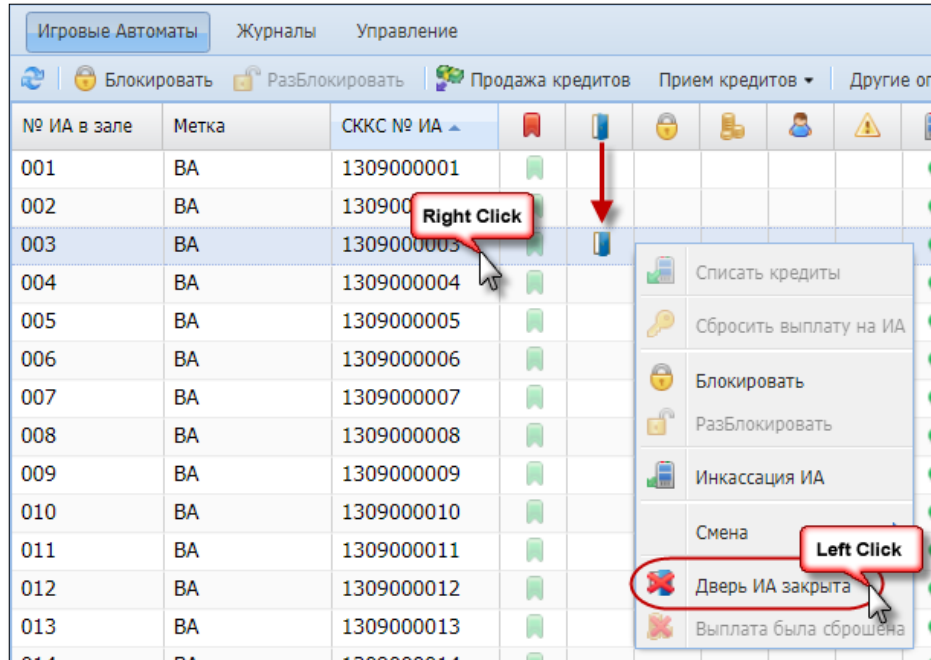 Игровые Автоматы Журналы Управление
Блокировать РазБлокировать Продажа кредитов Прием кредитов Другие
№ ИА в зале Метка СККС № ИА
001 ВА 1309000001
002 ВА 130900
Right Click
003 ВА 1309000003
004 ВА 1309000004
005 ВА 1309000005
006 ВА 1309000006
007 ВА 1309000007
008 ВА 1309000008
009 ВА 1309000009
010 ВА 1309000010
011 ВА 1309000011
012 ВА 1309000012
013 ВА 1309000013
Списать кредиты
Сбросить выплату на ИА
Блокировать
РазБлокировать
Инкассация ИА
Смена
Left Click
Дверь ИА закрыта
Выплата была сброшена